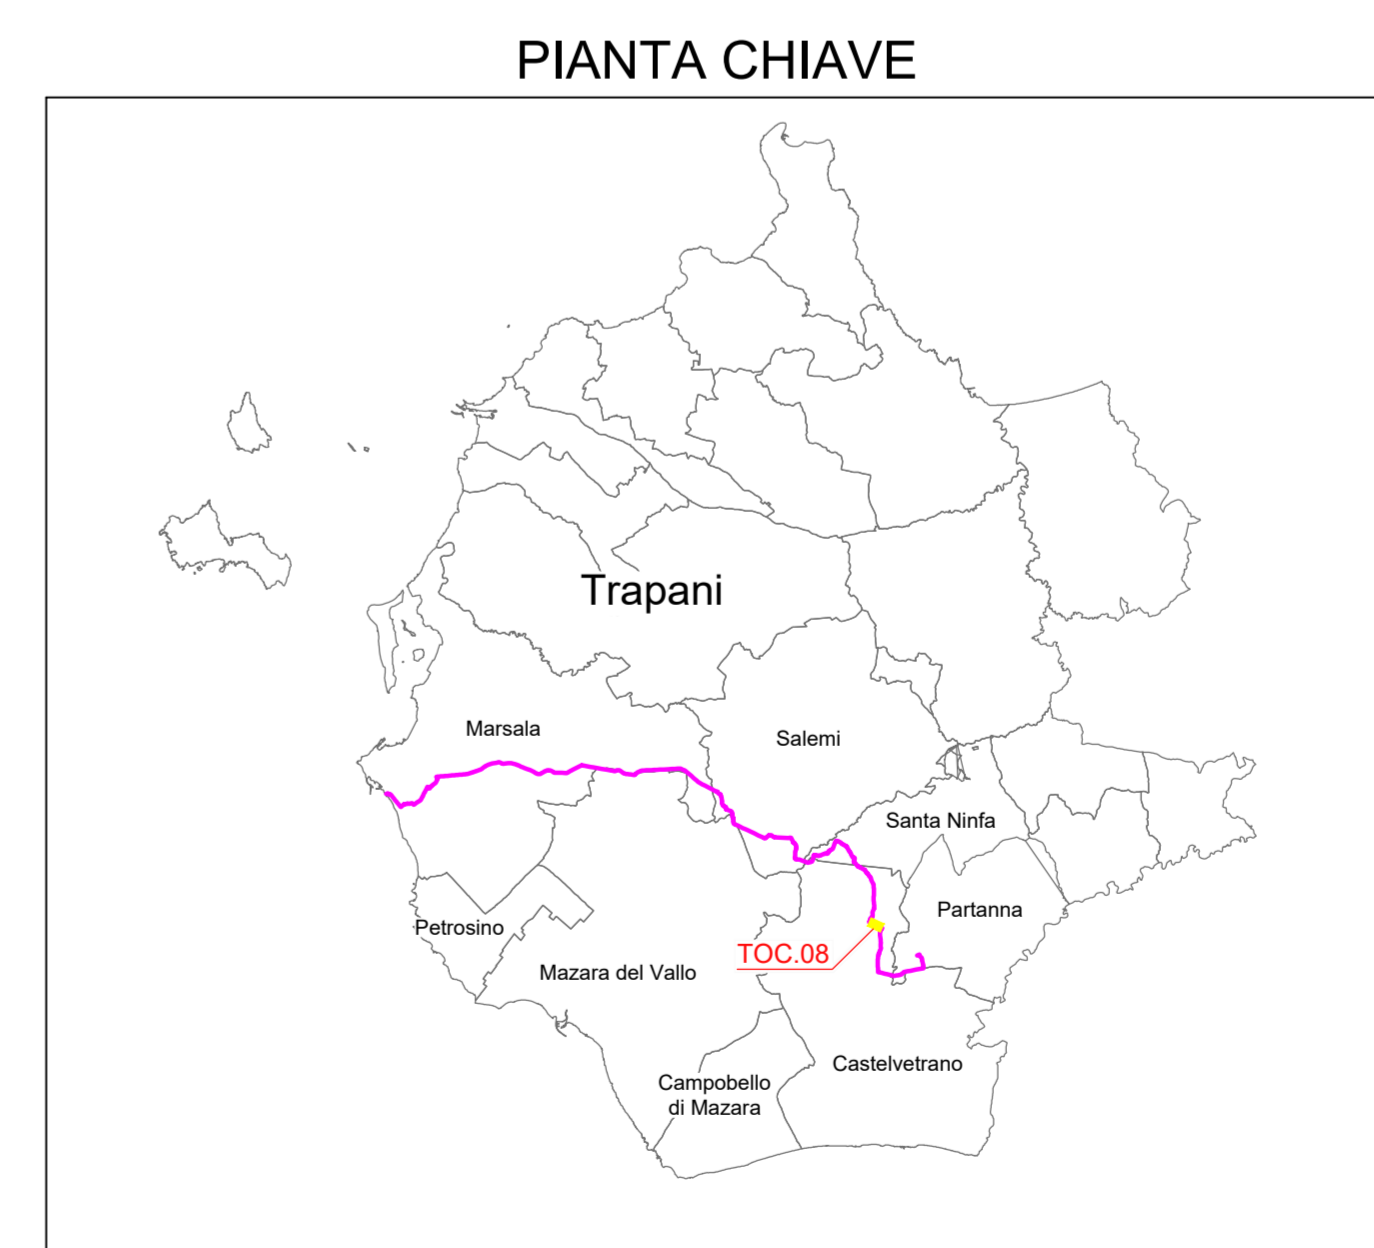 PIANTA CHIAVE
Trapani
Marsala
Salemi
Santa Ninfa
Partanna
Petrosino
TOC.08
Mazara del Vallo
Castelvetrano
Campobello
di Mazara